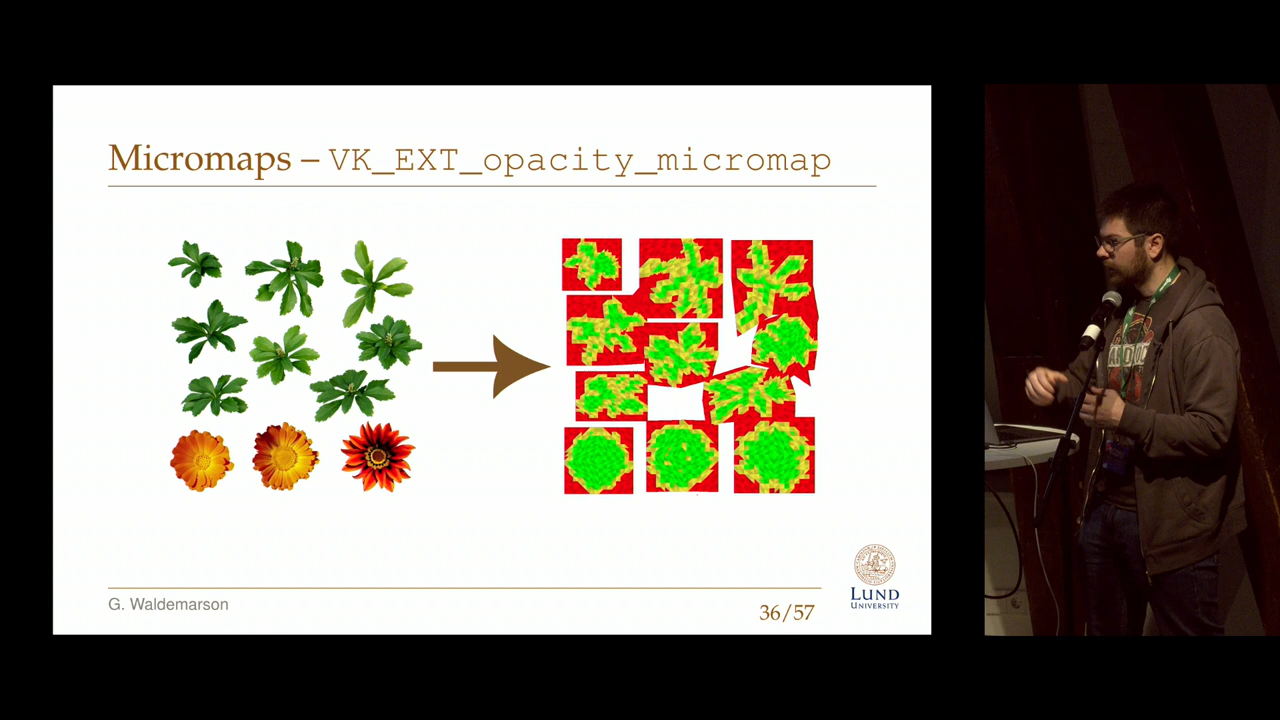 Micromaps – VK_EXT_opacity_micromap
G. Waldemarson
36/57
LUND
UNIVERSITY